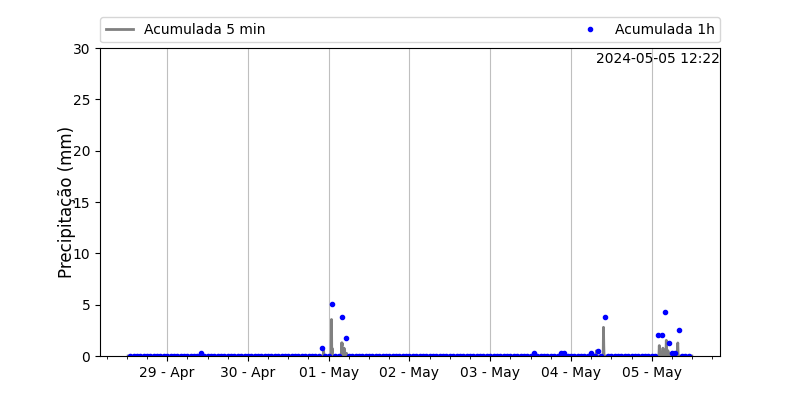 Acumulada 5 min
Acumulada 1h
2024-05-05 12:22
Precipitação (mm)
30
25
20
15
10
5
0
29 - Apr
30 - Apr
01 - May
02 - May
03 - May
04 - May
05 - May